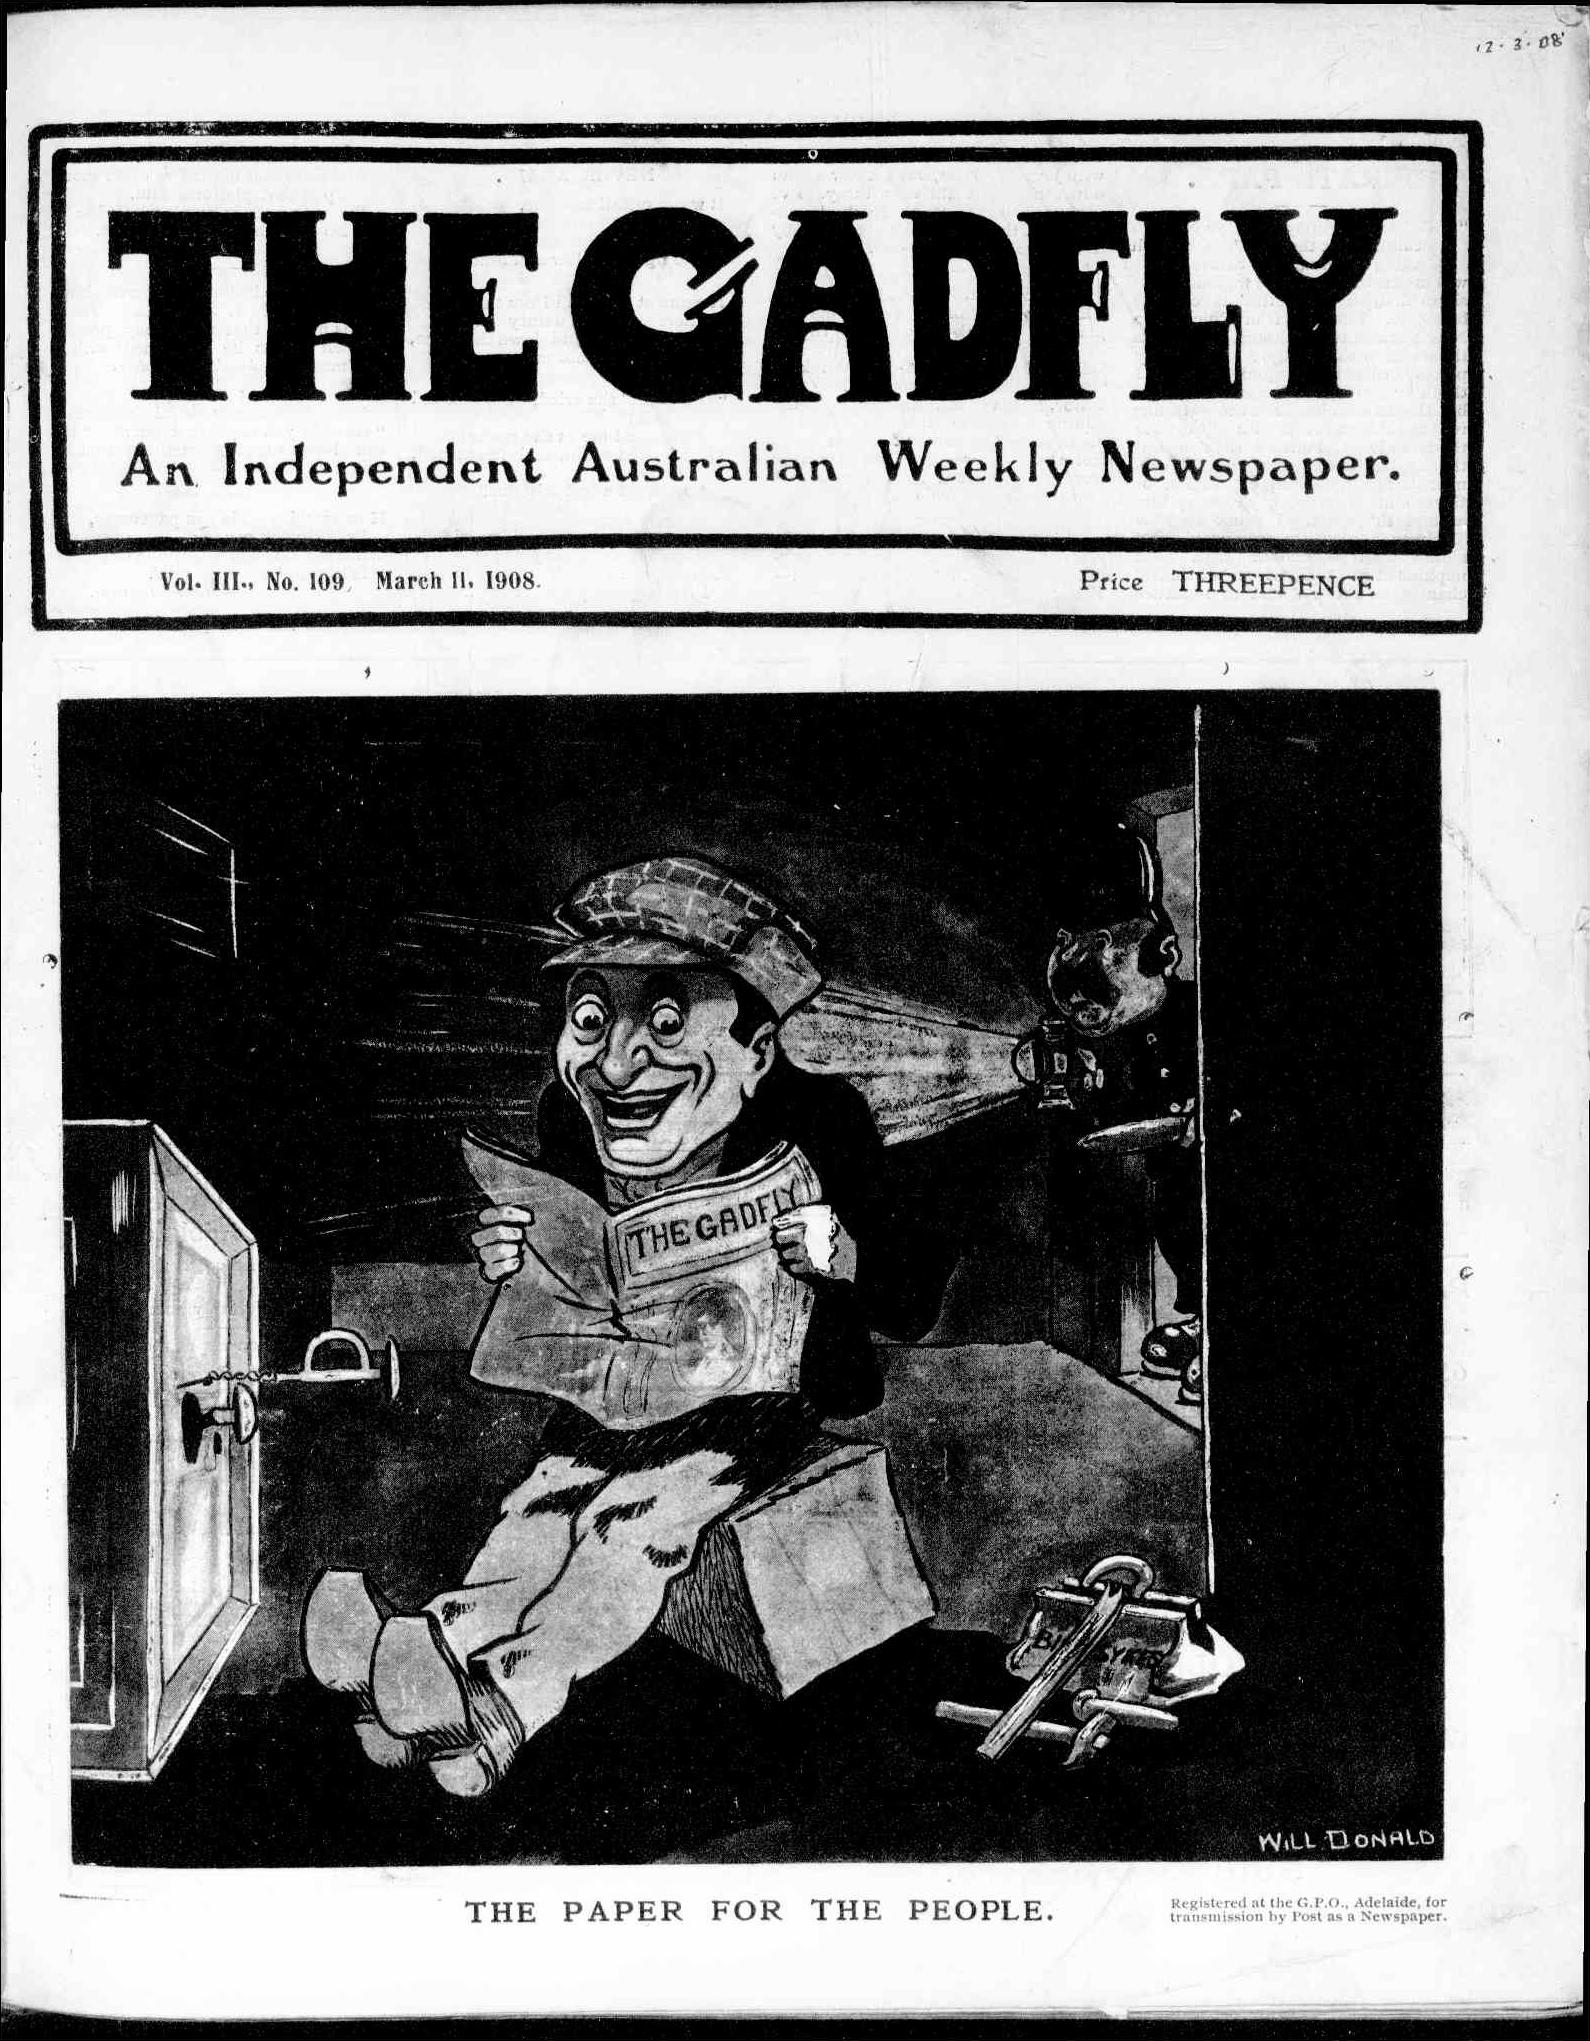 12.3.08
THE GADFLY
An Independent Australian Weekly Newspaper.
Vol. III., No. 109, March 11, 1908.
Price THREEPENCE
THE GADFLY
BILL SYKES
WILL DONALD
THE PAPER FOR THE PEOPLE.
Registered at the G.P.O., Adelaide, for
transmission by Post as a Newspaper.